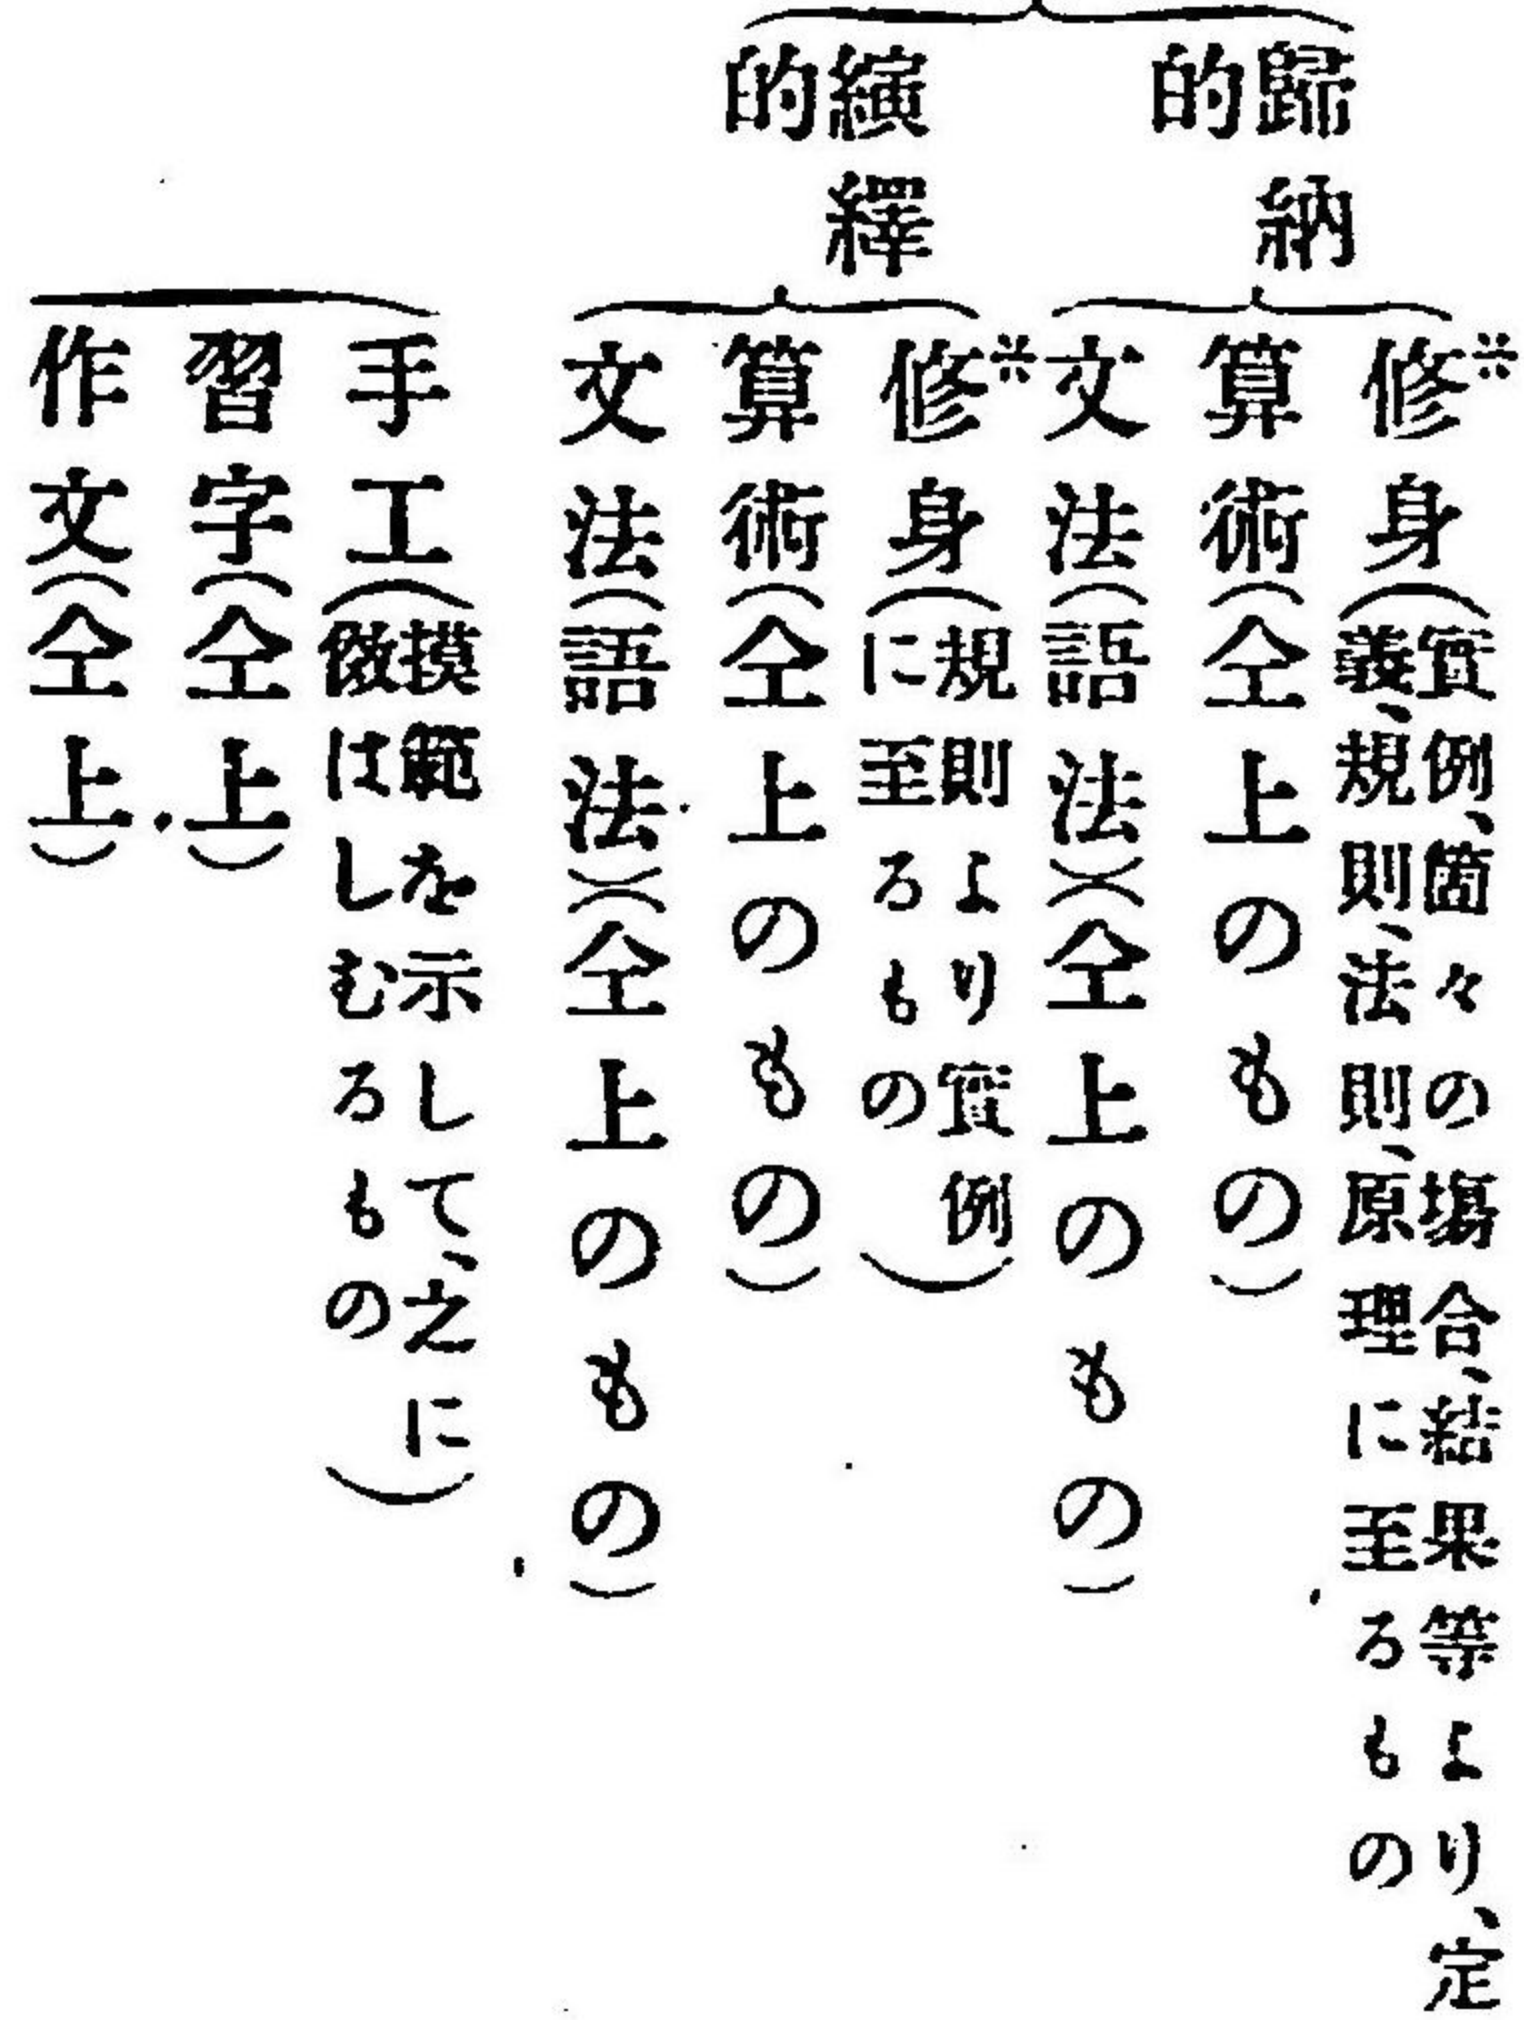 歸納的
※修身(實例、箇々の塲合、結果等より、定義、規則、法則、原理に至るもの
算術(仝上のもの)
文法(語法)(仝上のもの)
縯繹的
※修身(規則より實例に至るもの)
算術(仝上のもの)
文法(語法)(仝上のもの)
手工(摸範を示して、之に傚はしむるもの)
習字(仝上)
作文(仝上)